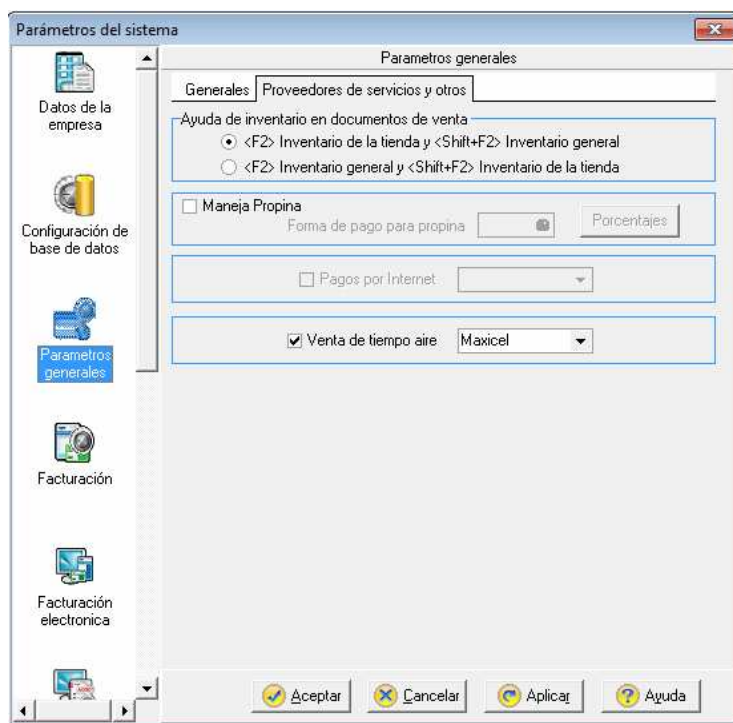 Parámetros del sistema
Datos de la
empresa
Configuración de
base de datos
Parametros
generales
Facturación
Facturación
electronica
Parametros generales
Generales
Proveedores de servicios y otros
Ayuda de inventario en documentos de venta
<F2> Inventario de la tienda y <Shift+F2> Inventario general
<F2> Inventario general y <Shift+F2> Inventario de la tienda
Maneja Propina
Forma de pago para propina
Porcentajes
Pagos por Internet
Venta de tiempo aire
Maxicel
Aceptar
Cancelar
Aplicar
Ayuda